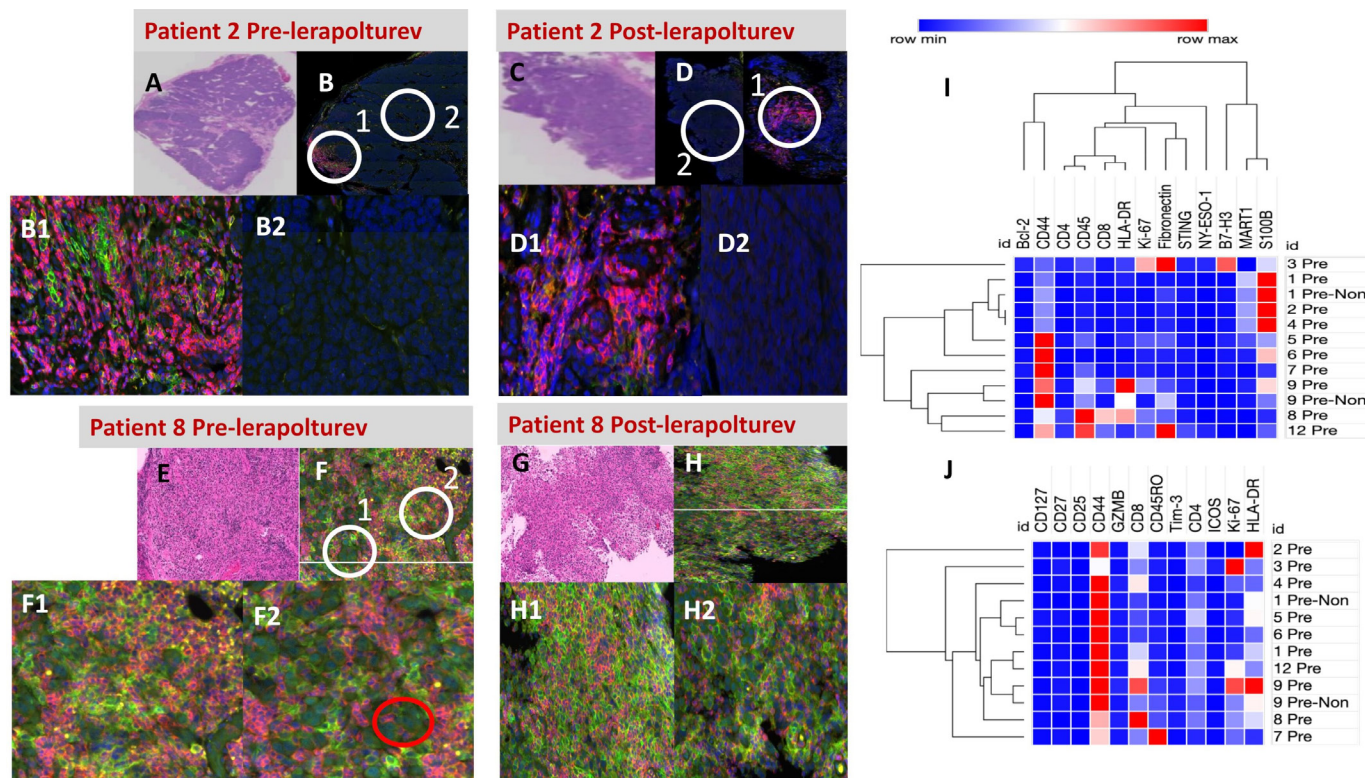 Patient 2 Pre-lerapolturev
Patient 2 Post-lerapolturev
A
B
1
2
B1
B2
C
D
1
2
D1
D2
Patient 8 Pre-lerapolturev
Patient 8 Post-lerapolturev
E
F
1
2
F1
F2
G
H
H1
H2
row min row max
I
id Bcl-2 CD44 CD4 CD45 CD8 HLA-DR Ki-67 Fibronectin STING NY-ESO-1 B7-H3 MART1 S100B id
3 Pre
1 Pre
1 Pre-Non
2 Pre
4 Pre
5 Pre
6 Pre
7 Pre
9 Pre
9 Pre-Non
8 Pre
12 Pre
J
id CD127 CD27 CD25 CD44 GZMB CD8 CD45RO Tim-3 CD4 ICOS Ki-67 HLA-DR id
2 Pre
3 Pre
4 Pre
1 Pre-Non
5 Pre
6 Pre
1 Pre
12 Pre
9 Pre
9 Pre-Non
8 Pre
7 Pre